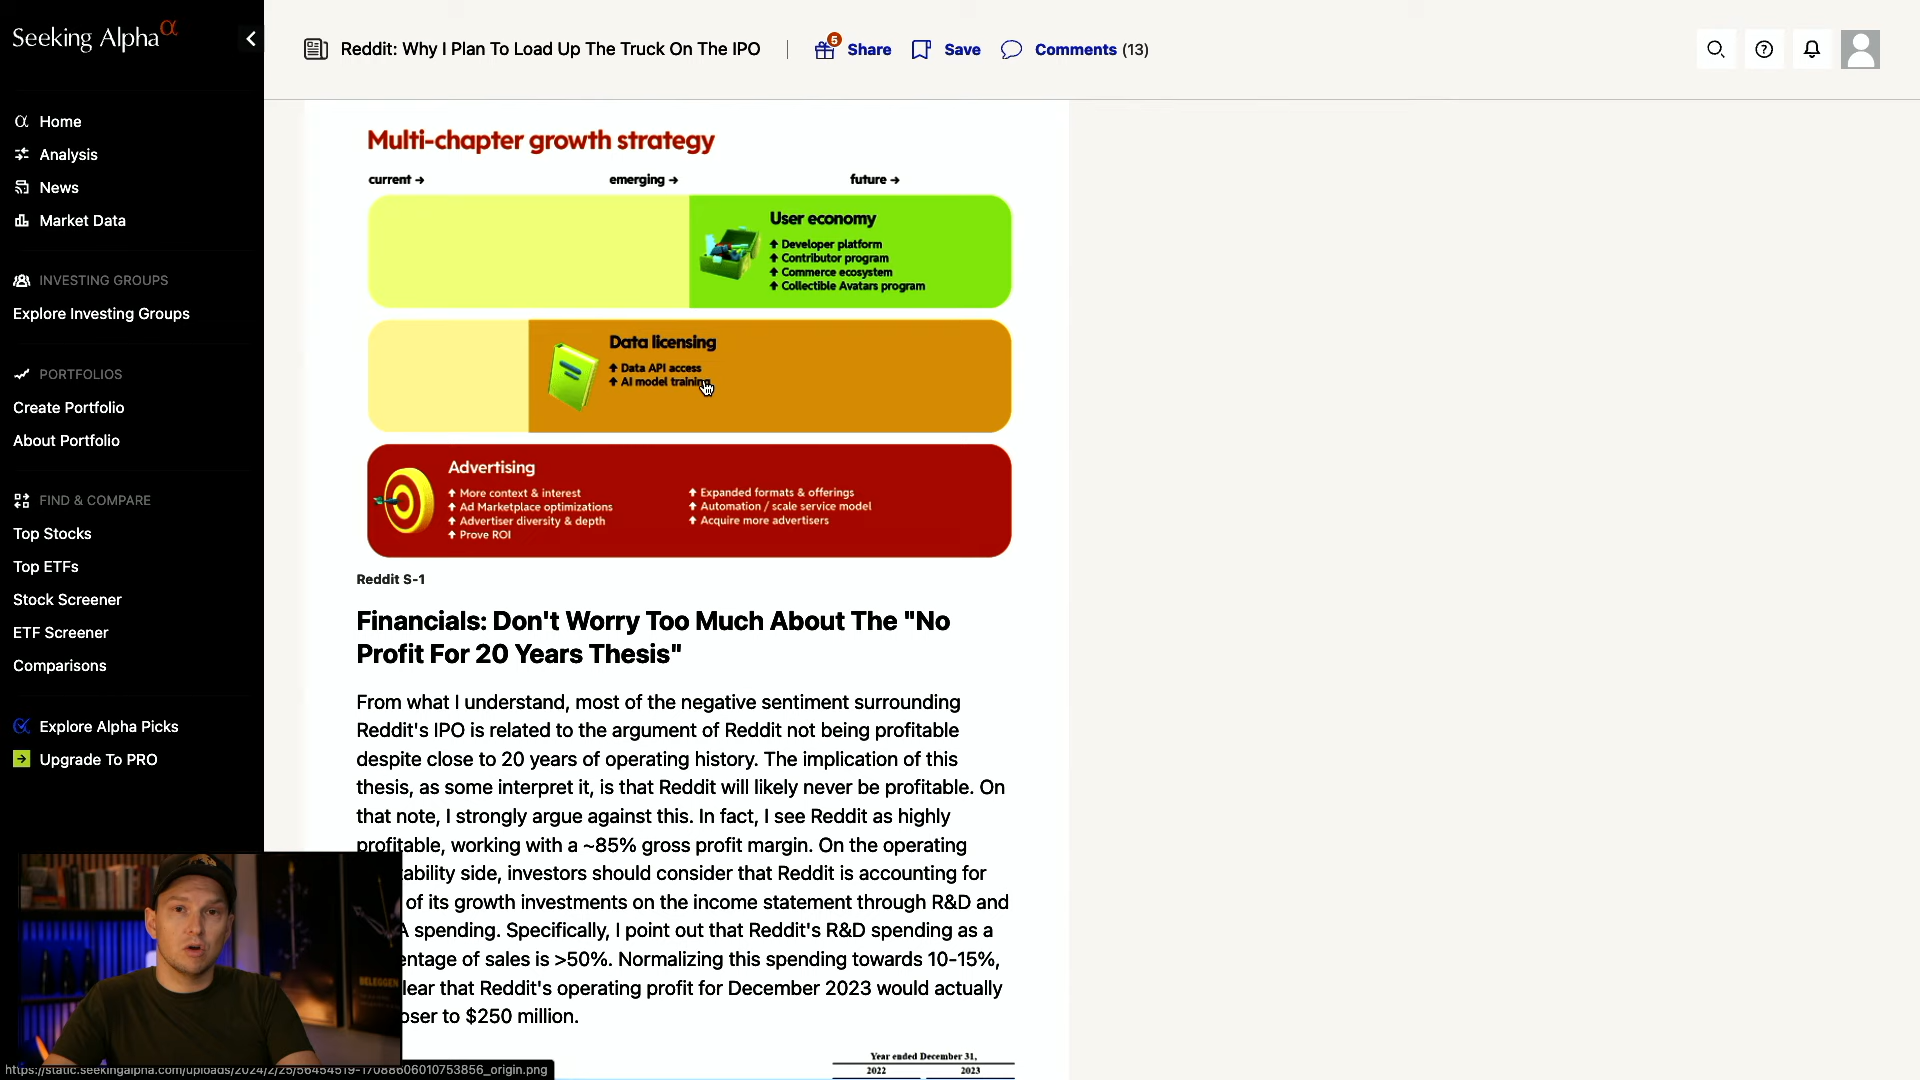 Seeking Alpha α
Reddit: Why I Plan To Load Up The Truck On The IPO
5
Share
Save
Comments (13)
Home
Analysis
News
Market Data
INVESTING GROUPS
Explore Investing Groups
PORTFOLIOS
Create Portfolio
About Portfolio
FIND & COMPARE
Top Stocks
Top ETFs
Stock Screener
ETF Screener
Comparisons
Explore Alpha Picks
Upgrade To PRO
Multi-chapter growth strategy
current →
emerging →
future →
User economy
Developer platform
Contributor program
Commerce ecosystem
Collectible Avatars program
Data licensing
Data API access
AI model training
Advertising
More context & interest
Ad Marketplace optimizations
Advertiser diversity & depth
Prove ROI
Expanded formats & offerings
Automation / scale service model
Acquire more advertisers
Reddit S-1
Financials: Don't Worry Too Much About The "No
Profit For 20 Years Thesis"
From what I understand, most of the negative sentiment surrounding
Reddit's IPO is related to the argument of Reddit not being profitable
despite close to 20 years of operating history. The implication of this
thesis, as some interpret it, is that Reddit will likely never be profitable. On
that note, I strongly argue against this. In fact, I see Reddit as highly
profitable, working with a ~85% gross profit margin. On the operating
tability side, investors should consider that Reddit is accounting for
of its growth investments on the income statement through R&D and
A spending. Specifically, I point out that Reddit's R&D spending as a
entage of sales is >50%. Normalizing this spending towards 10-15%,
lear that Reddit's operating profit for December 2023 would actually
oser to $250 million.
Year ended December 31,
2022 2023
BELEGGEN